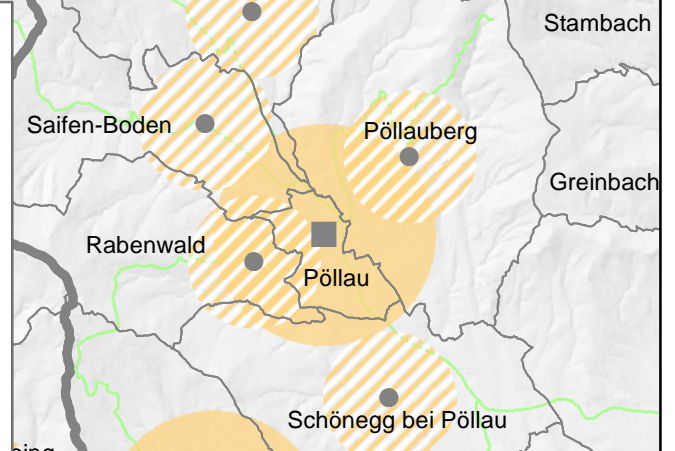 Stambach
Saifen-Boden
Pöllauberg
Greinbach
Rabenwald
Pöllau
Schönegg bei Pöllau